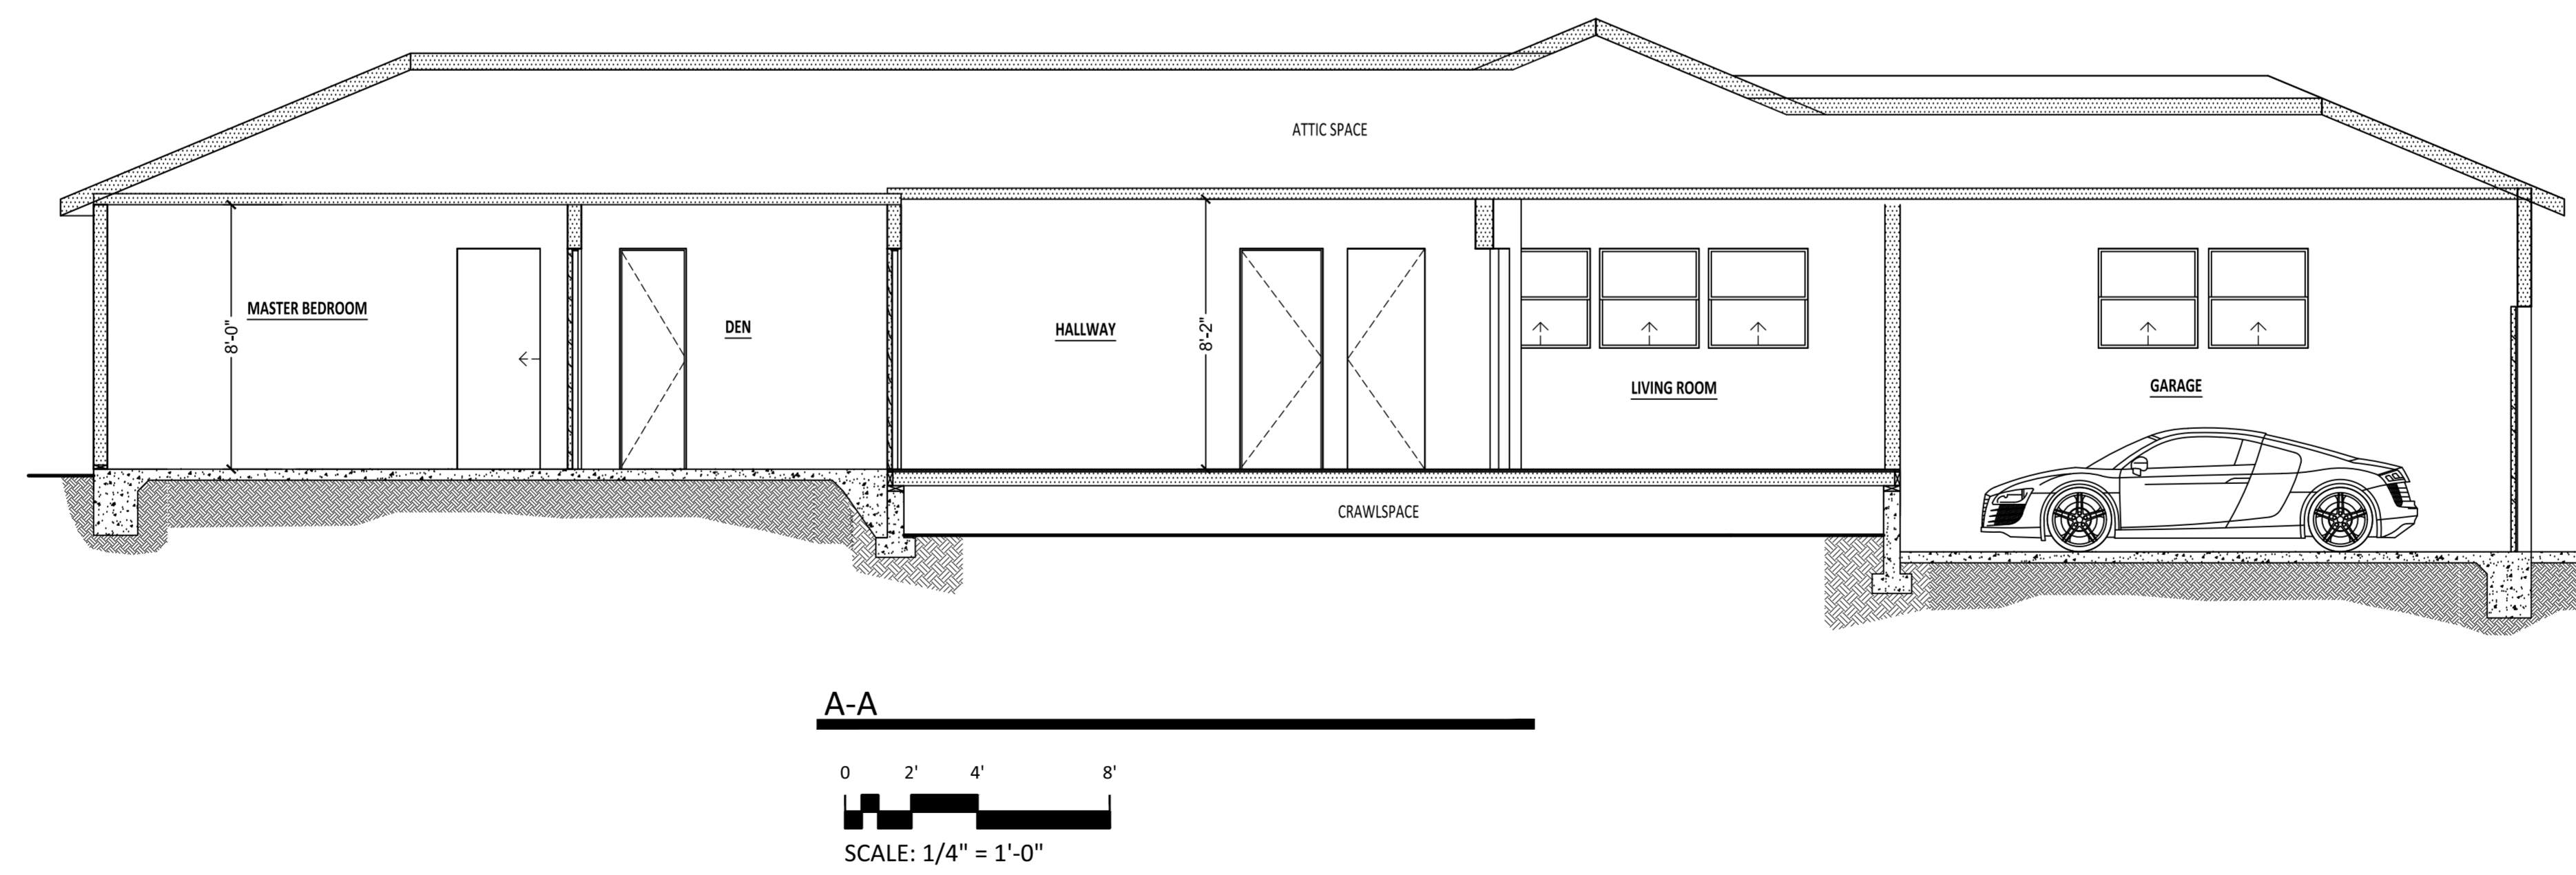 ATTIC SPACE
MASTER BEDROOM
8'-0"
DEN
HALLWAY
8'-2"
LIVING ROOM
GARAGE
CRAWLSPACE
A-A
0 2' 4' 8'
SCALE: 1/4" = 1'-0"